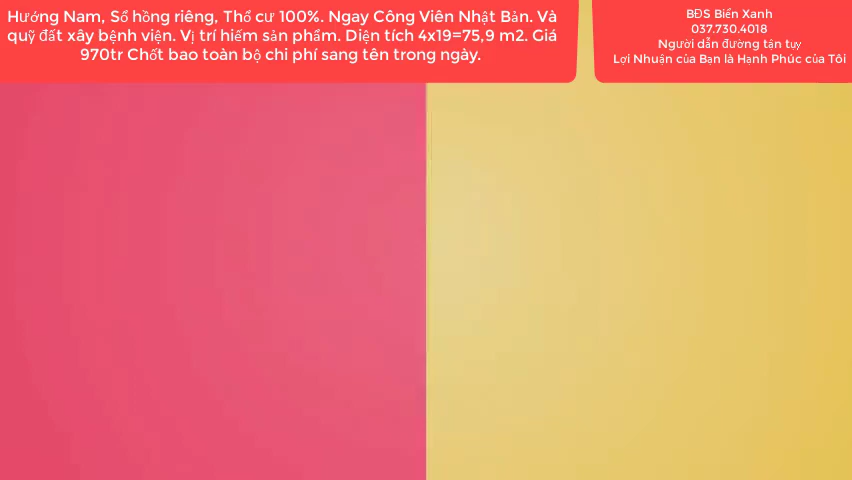 Hướng Nam, Sổ hồng riêng, Thổ cư 100%. Ngay Công Viên Nhật Bản. Và
quỹ đất xây bệnh viện. Vị trí hiếm sản phẩm. Diện tích 4x19=75,9 m2. Giá
970tr Chốt bao toàn bộ chi phí sang tên trong ngày.
BĐS Biển Xanh
037.730.4018
Người dẫn đường tận tụy
Lợi Nhuận của Bạn là Hạnh Phúc của Tôi